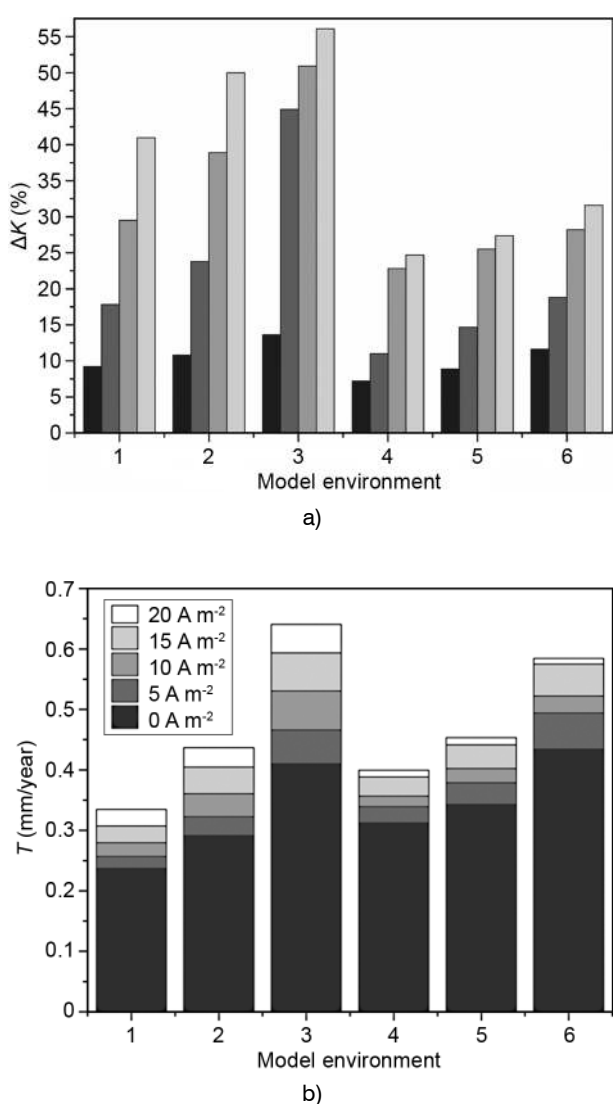 55
50
45
40
35
30
25
20
15
10
5
0
ΔK (%)
1 2 3 4 5 6
Model environment
a)
0.7
0.6
0.5
0.4
0.3
0.2
0.1
0
T (mm/year)
20 A m⁻²
15 A m⁻²
10 A m⁻²
5 A m⁻²
0 A m⁻²
1 2 3 4 5 6
Model environment
b)